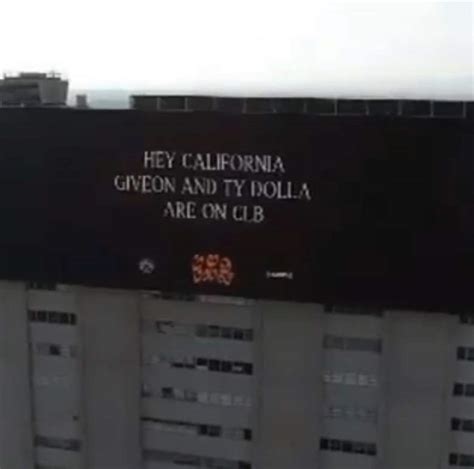 HEY CALIFORNIA
GIVEON AND TY DOLLA
ARE ON CLB